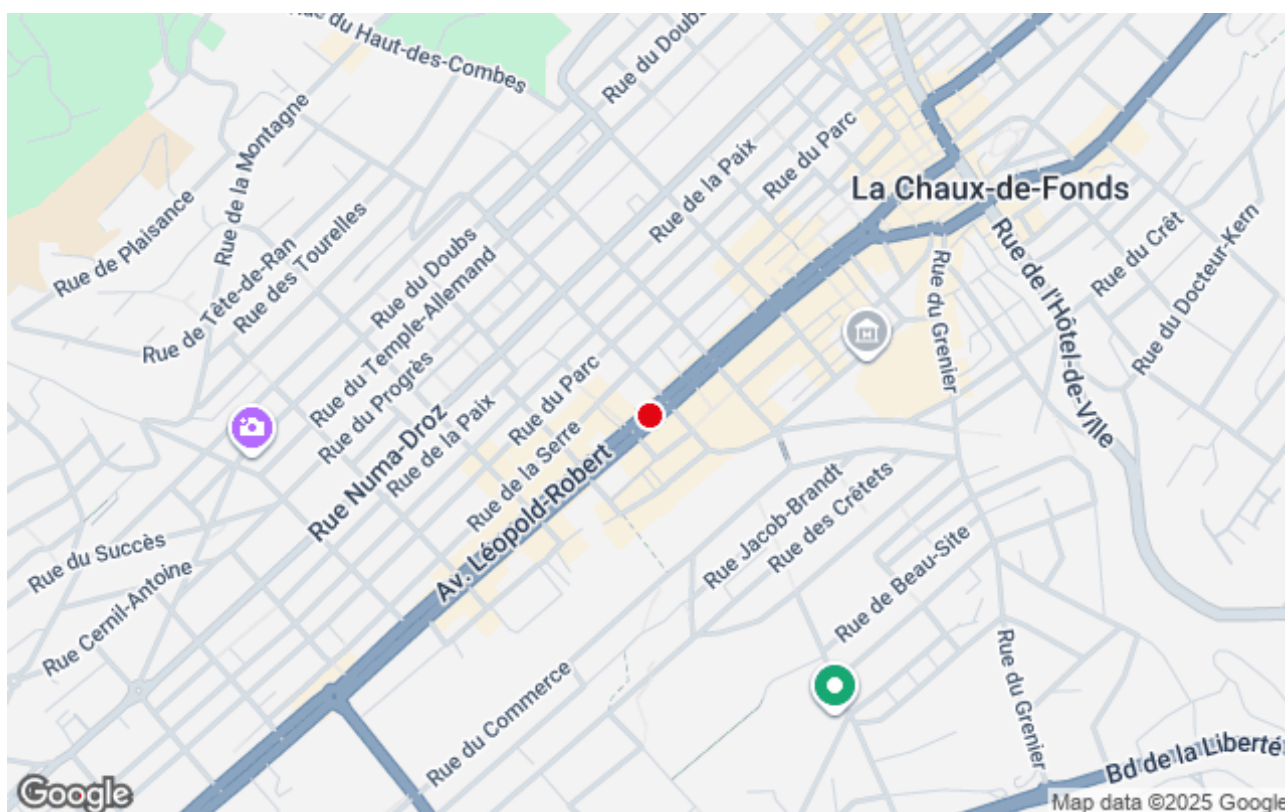 Rue du Haut-des-Combes
Rue du Doubs
Rue de la Montagne
Rue du Parc
Rue de la Paix
La Chaux-de-Fonds
Rue de Plaisance
Rue de Tête-de-Ran
Rue des Tourelles
Rue du Doubs
Rue du Temple-Allemand
Rue du Progrès
Rue de la Paix
Rue Numa-Droz
Rue du Parc
Rue de la Serre
Av. Léopold-Robert
Rue du Grenier
Rue de l'Hôtel-de-Ville
Rue du Crêt
Rue du Docteur-Kern
Rue du Succès
Rue Cernil-Antoine
Rue Jacob-Brandt
Rue des Crêtets
Rue de Beau-Site
Rue du Commerce
Rue du Grenier
Bd de la Liberté
Google
Map data ©2025 Google